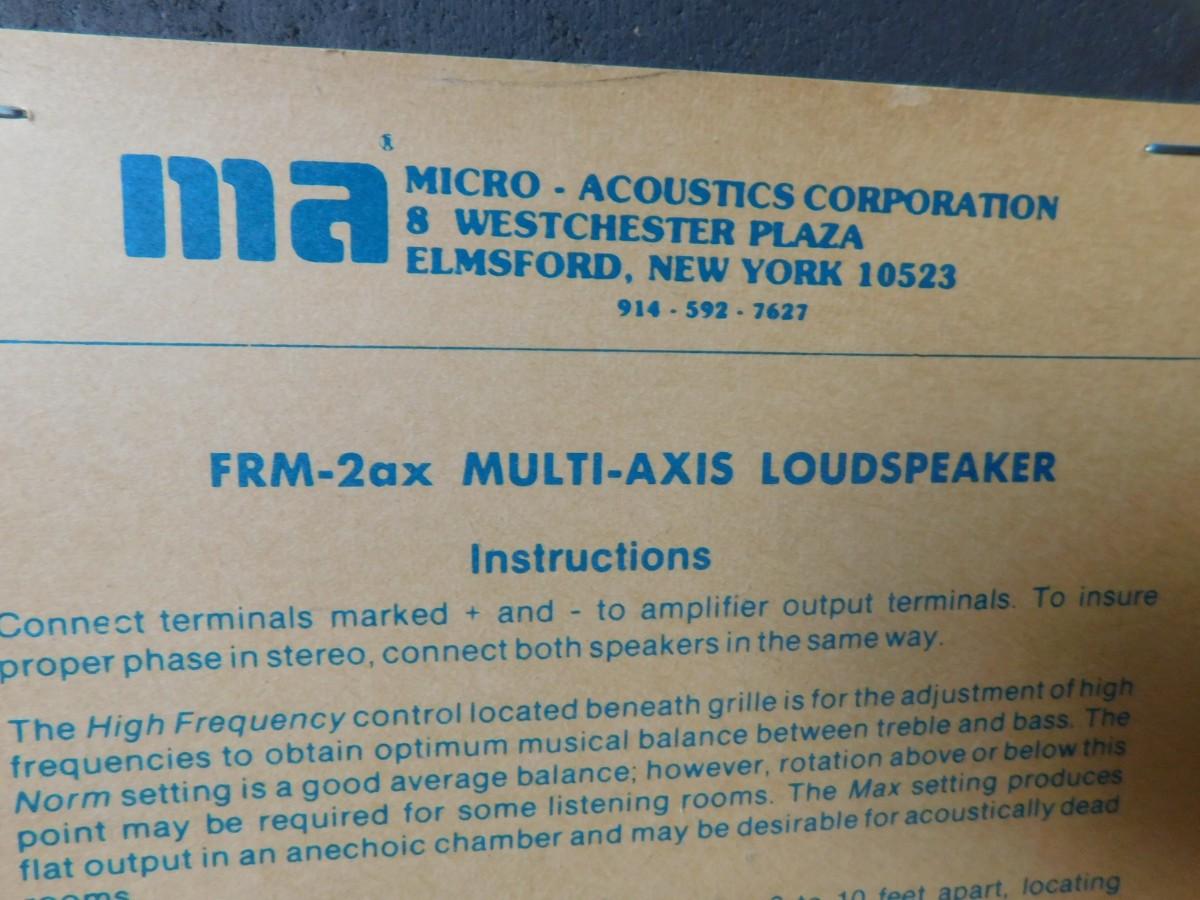 ma® MICRO - ACOUSTICS CORPORATION
8 WESTCHESTER PLAZA
ELMSFORD, NEW YORK 10523
914 - 592 - 7627
FRM-2ax MULTI-AXIS LOUDSPEAKER
Instructions
Connect terminals marked + and - to amplifier output terminals. To insure
proper phase in stereo, connect both speakers in the same way.
The High Frequency control located beneath grille is for the adjustment of high
frequencies to obtain optimum musical balance between treble and bass. The
Norm setting is a good average balance; however, rotation above or below this
point may be required for some listening rooms. The Max setting produces
flat output in an anechoic chamber and may be desirable for acoustically dead
rooms
to 10 feet apart, locating